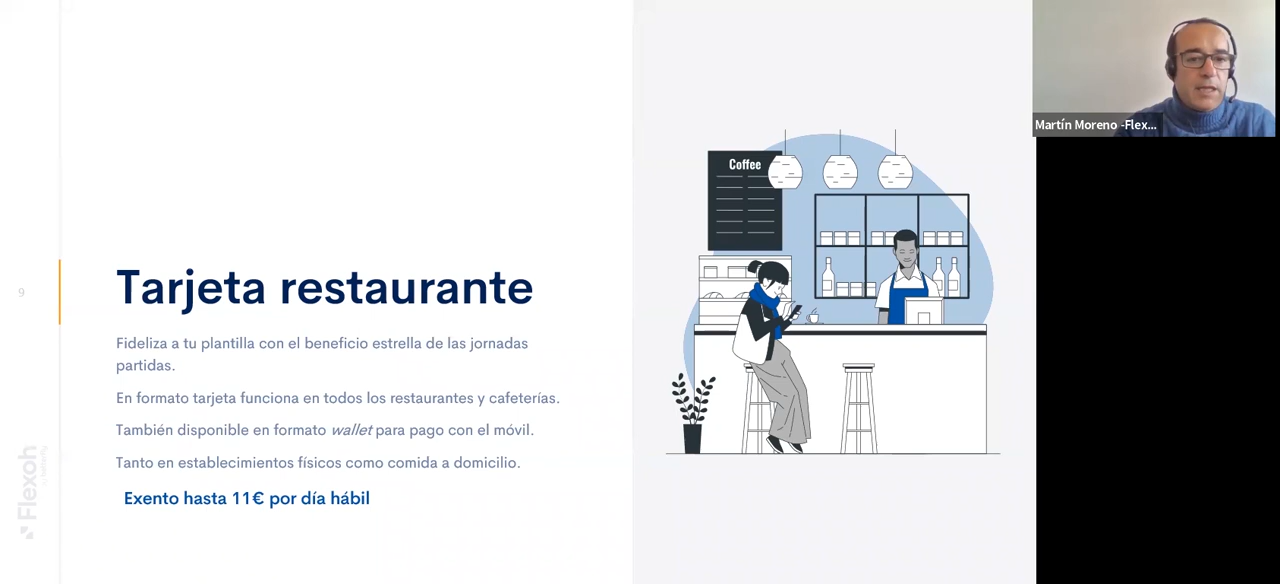 Martín Moreno -Flex...
Coffee
9
Tarjeta restaurante
Fideliza a tu plantilla con el beneficio estrella de las jornadas
partidas.
En formato tarjeta funciona en todos los restaurantes y cafeterías.
También disponible en formato wallet para pago con el móvil.
Tanto en establecimientos físicos como comida a domicilio.
Exento hasta 11€ por día hábil
Flexoh